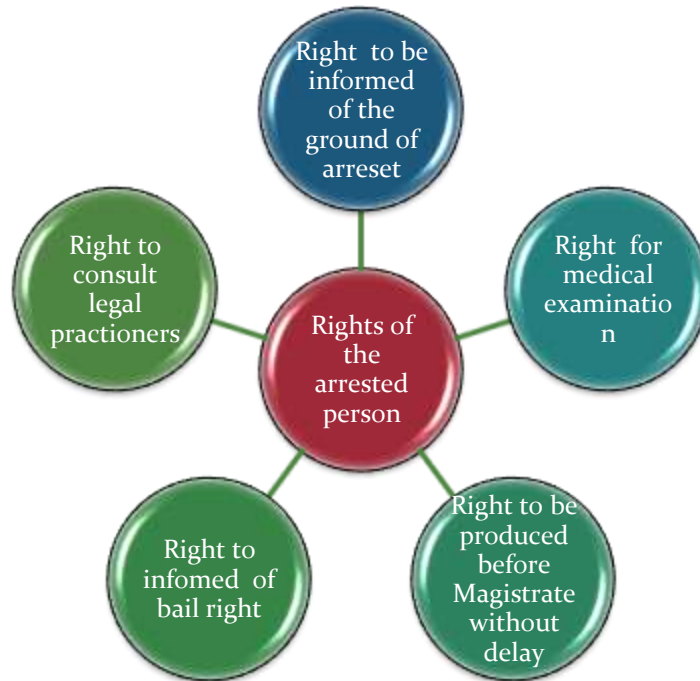 Right to be
informed
of the
ground of
arreset
Right to
consult
legal
practioners
Right for
medical
examinatio
n
Rights of
the
arrested
person
Right to
infomed of
bail right
Right to be
produced
before
Magistrate
without
delay